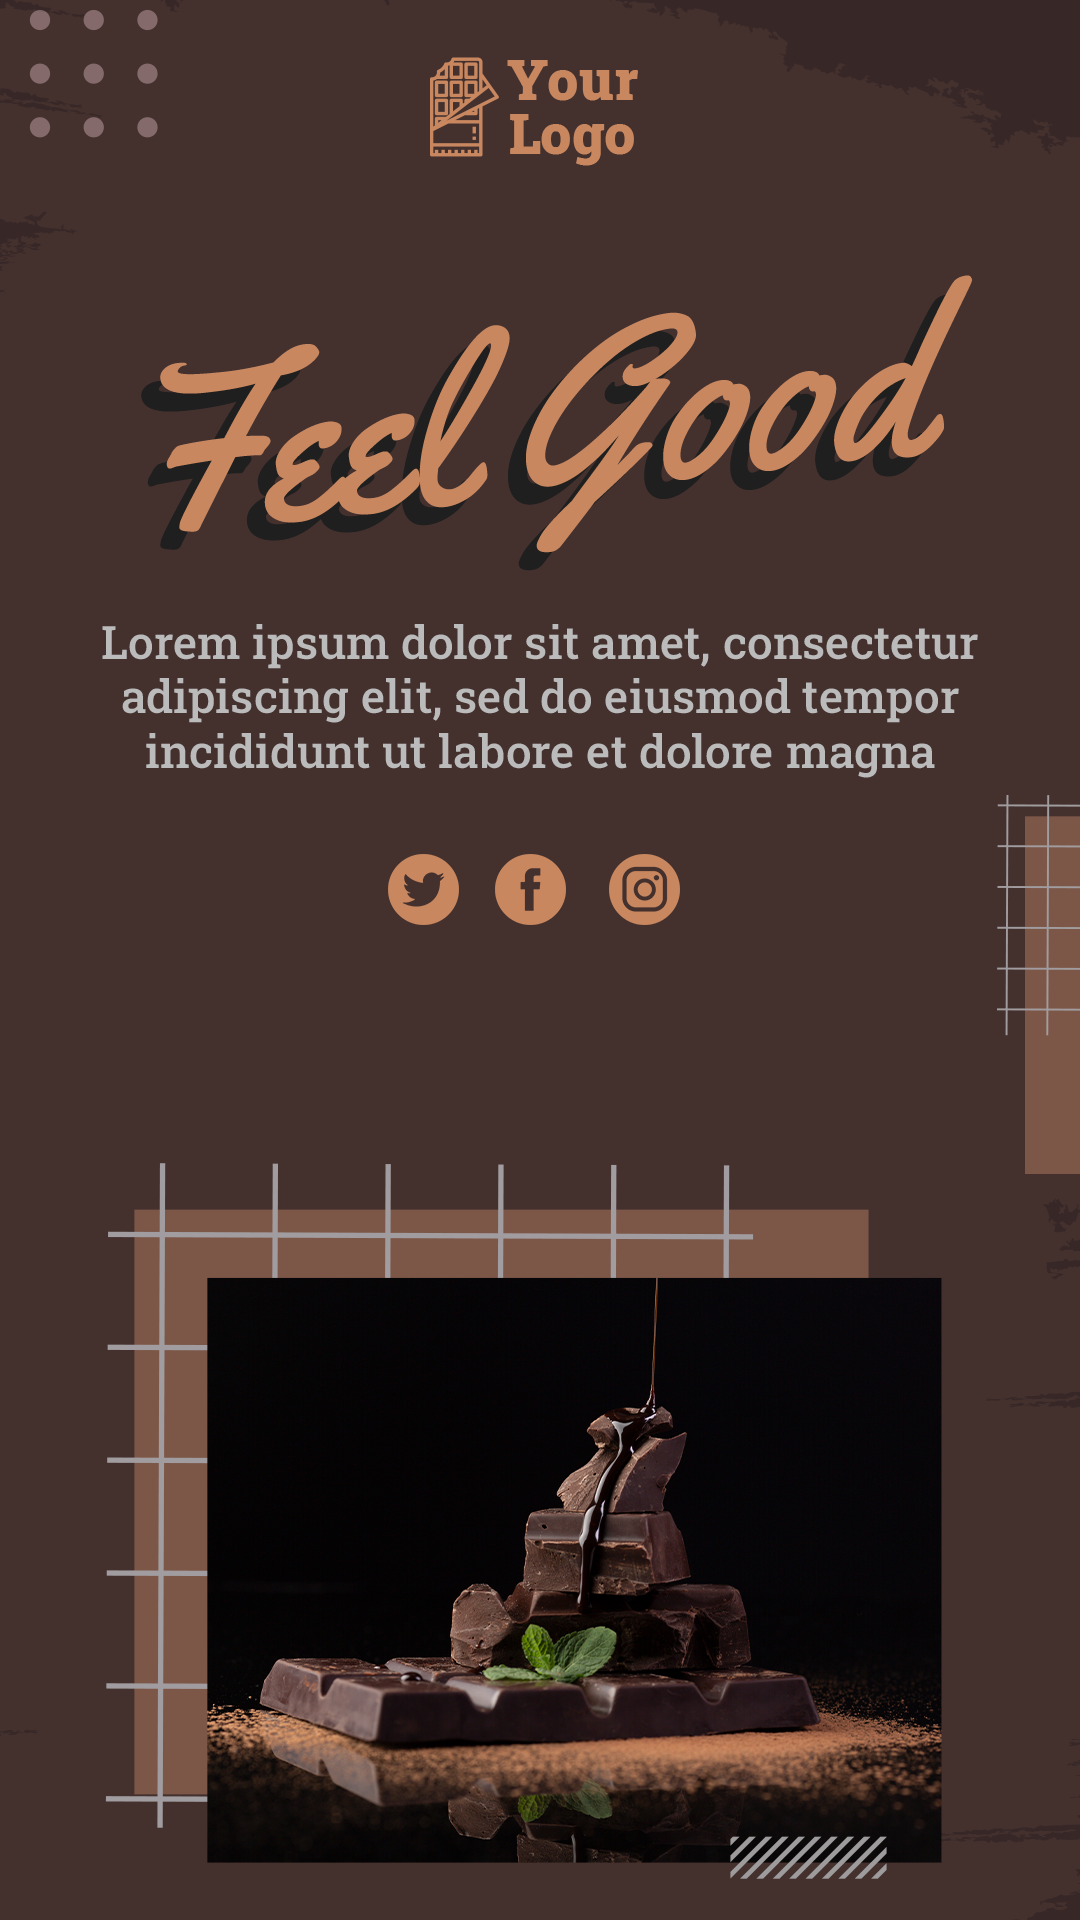 Your
Logo
Feel Good
Lorem ipsum dolor sit amet, consectetur
adipiscing elit, sed do eiusmod tempor
incididunt ut labore et dolore magna